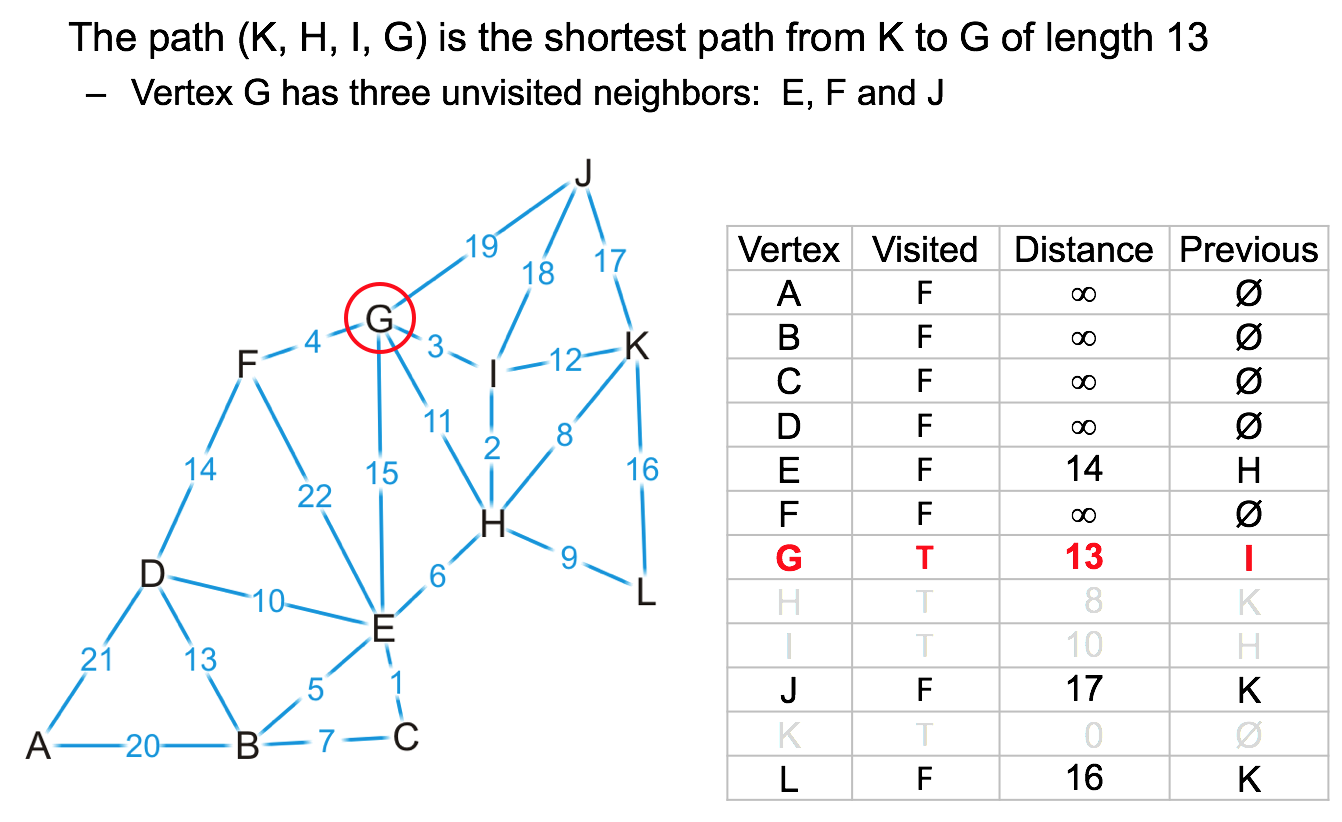 The path (K, H, I, G) is the shortest path from K to G of length 13
– Vertex G has three unvisited neighbors: E, F and J
J
19
18
17
G
4
3
K
F
12
I
11
8
2
14
15
16
22
H
9
6
D
L
10
E
21
13
5
1
A
20
B
7
C
Vertex Visited Distance Previous
A F ∞ Ø
B F ∞ Ø
C F ∞ Ø
D F ∞ Ø
E F 14 H
F F ∞ Ø
G T 13 I
H T 8 K
I T 10 H
J F 17 K
K T 0 Ø
L F 16 K